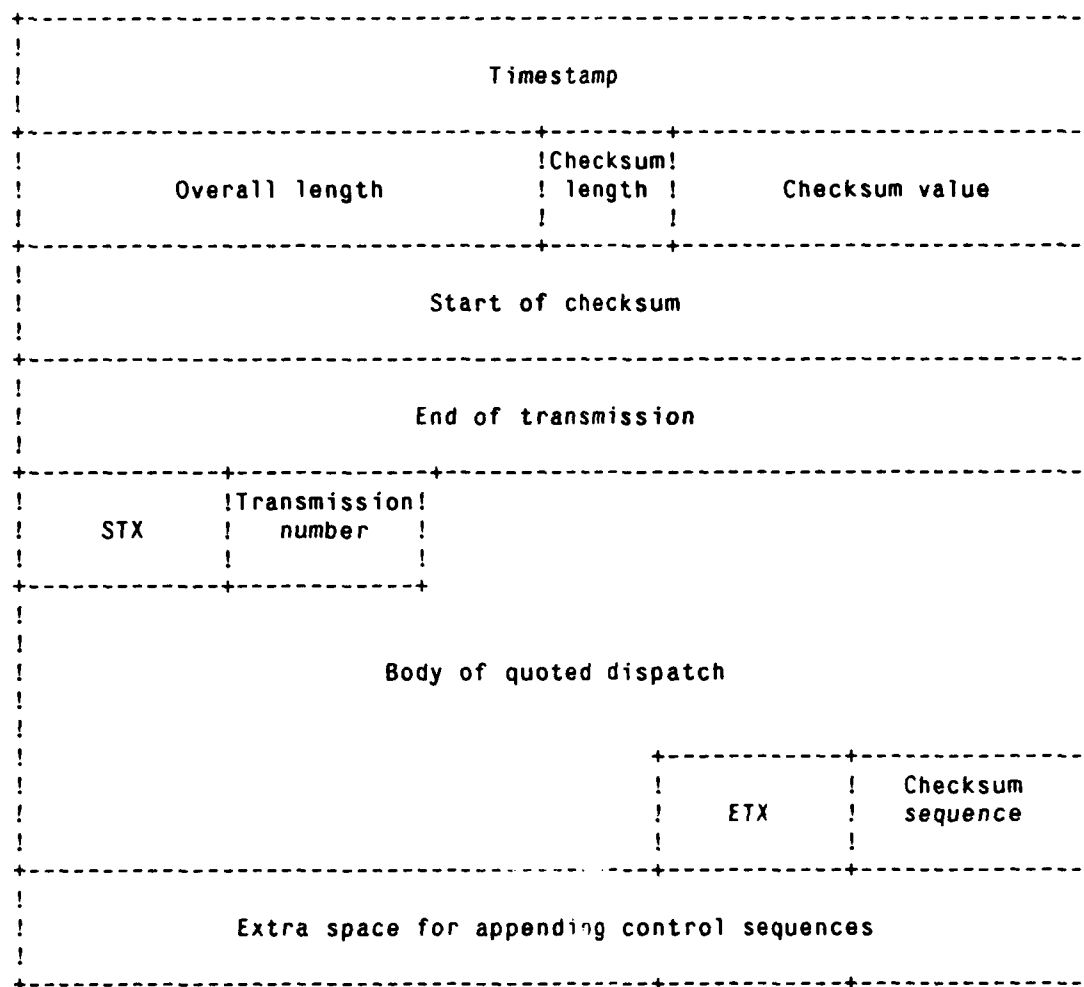 Timestamp
Checksum
Overall length length Checksum value
Start of checksum
End of transmission
Transmission
STX number
Body of quoted dispatch
Checksum
ETX sequence
Extra space for appending control sequences